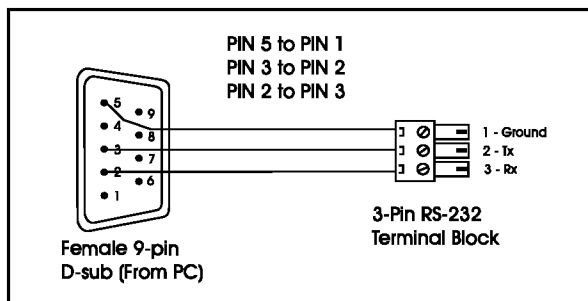 PIN 5 to PIN 1
PIN 3 to PIN 2
PIN 2 to PIN 3
5
9
4
8
3
7
2
6
1
1 - Ground
2 - Tx
3 - Rx
Female 9-pin
D-sub (From PC)
3-Pin RS-232
Terminal Block